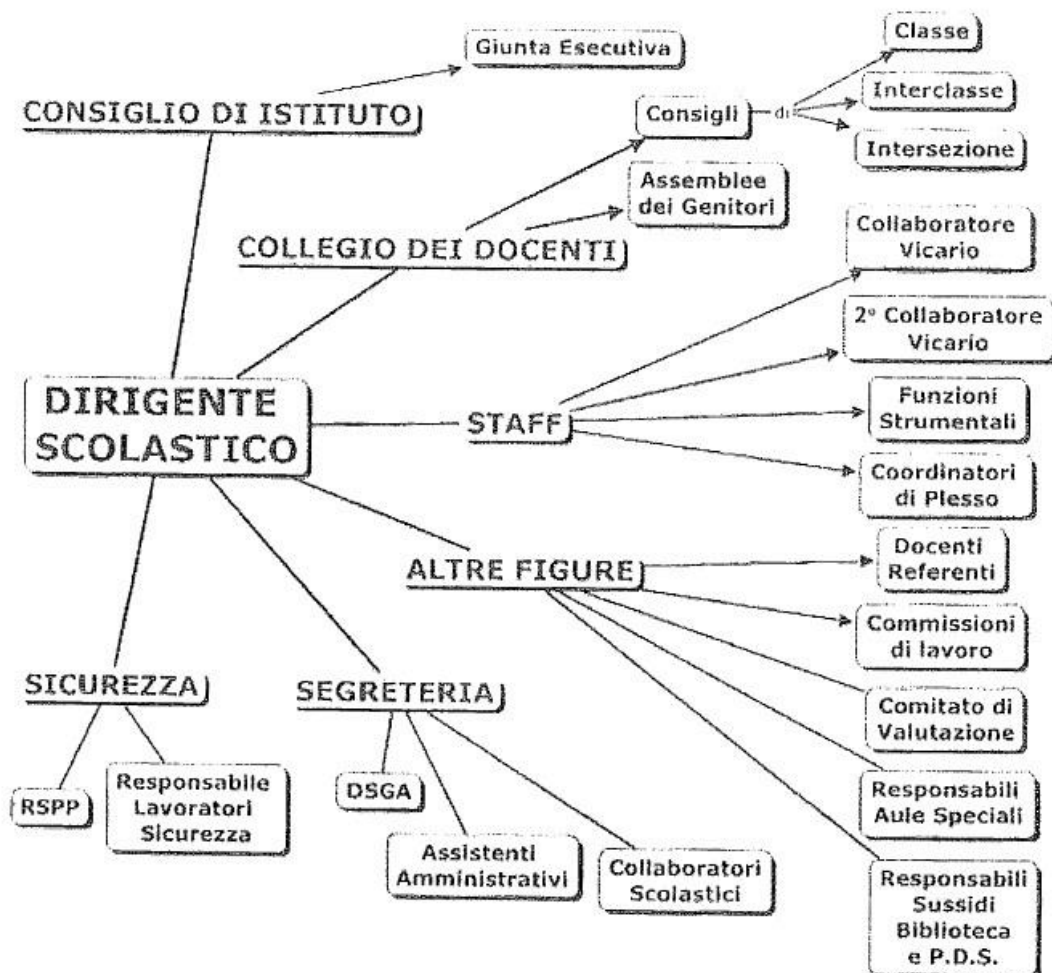 Giunta Esecutiva
CONSIGLIO DI ISTITUTO
Classe
Interclasse
Consigli
di
Intersezione
Assemblee
dei Genitori
COLLEGIO DEI DOCENTI
Collaboratore
Vicario
2º Collaboratore
Vicario
DIRIGENTE
SCOLASTICO
STAFF
Funzioni
Strumentali
Coordinatori
di Plesso
ALTRE FIGURE
Docenti
Referenti
Commissioni
di lavoro
Comitato di
Valutazione
Responsabili
Aule Speciali
Responsabili
Sussidi
Biblioteca
e P.D.S.
SICUREZZA
RSPP
Responsabile
Lavoratori
Sicurezza
SEGRETERIA
DSGA
Assistenti
Amministrativi
Collaboratori
Scolastici